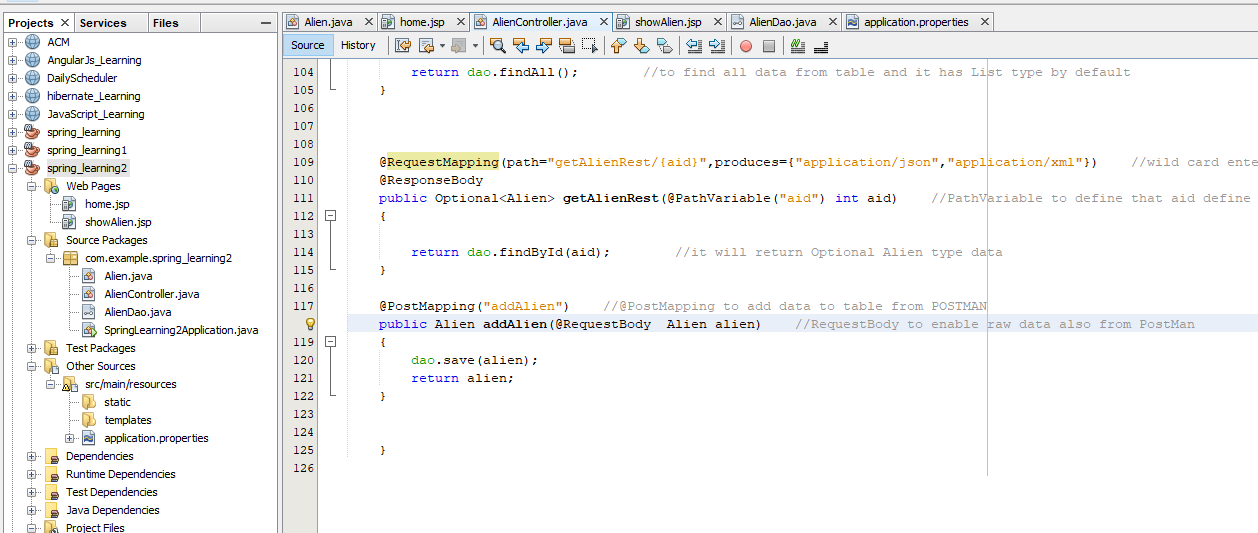 Projects Services Files
ACM
AngularJs_Learning
DailyScheduler
hibernate_Learning
JavaScript_Learning
spring_learning
spring_learning1
spring_learning2
Web Pages
home.jsp
showAlien.jsp
Source Packages
com.example.spring_learning2
Alien.java
AlienController.java
AlienDao.java
SpringLearning2Application.java
Test Packages
Other Sources
src/main/resources
static
templates
application.properties
Dependencies
Runtime Dependencies
Test Dependencies
Java Dependencies
Project Files
Alien.java home.jsp AlienController.java showAlien.jsp AlienDao.java application.properties
Source History
104 return dao.findAll(); //to find all data from table and it has List type by default
105 }
106
107
108
109 @RequestMapping(path="getAlienRest/{aid}",produces={"application/json","application/xml"}) //wild card ente
110 @ResponseBody
111 public Optional<Alien> getAlienRest(@PathVariable("aid") int aid) //PathVariable to define that aid define
112 {
113
114 return dao.findById(aid); //it will return Optional Alien type data
115 }
116
117 @PostMapping("addAlien") //@PostMapping to add data to table from POSTMAN
public Alien addAlien(@RequestBody Alien alien) //RequestBody to enable raw data also from PostMan
119 {
120 dao.save(alien);
121 return alien;
122 }
123
124
125 }
126